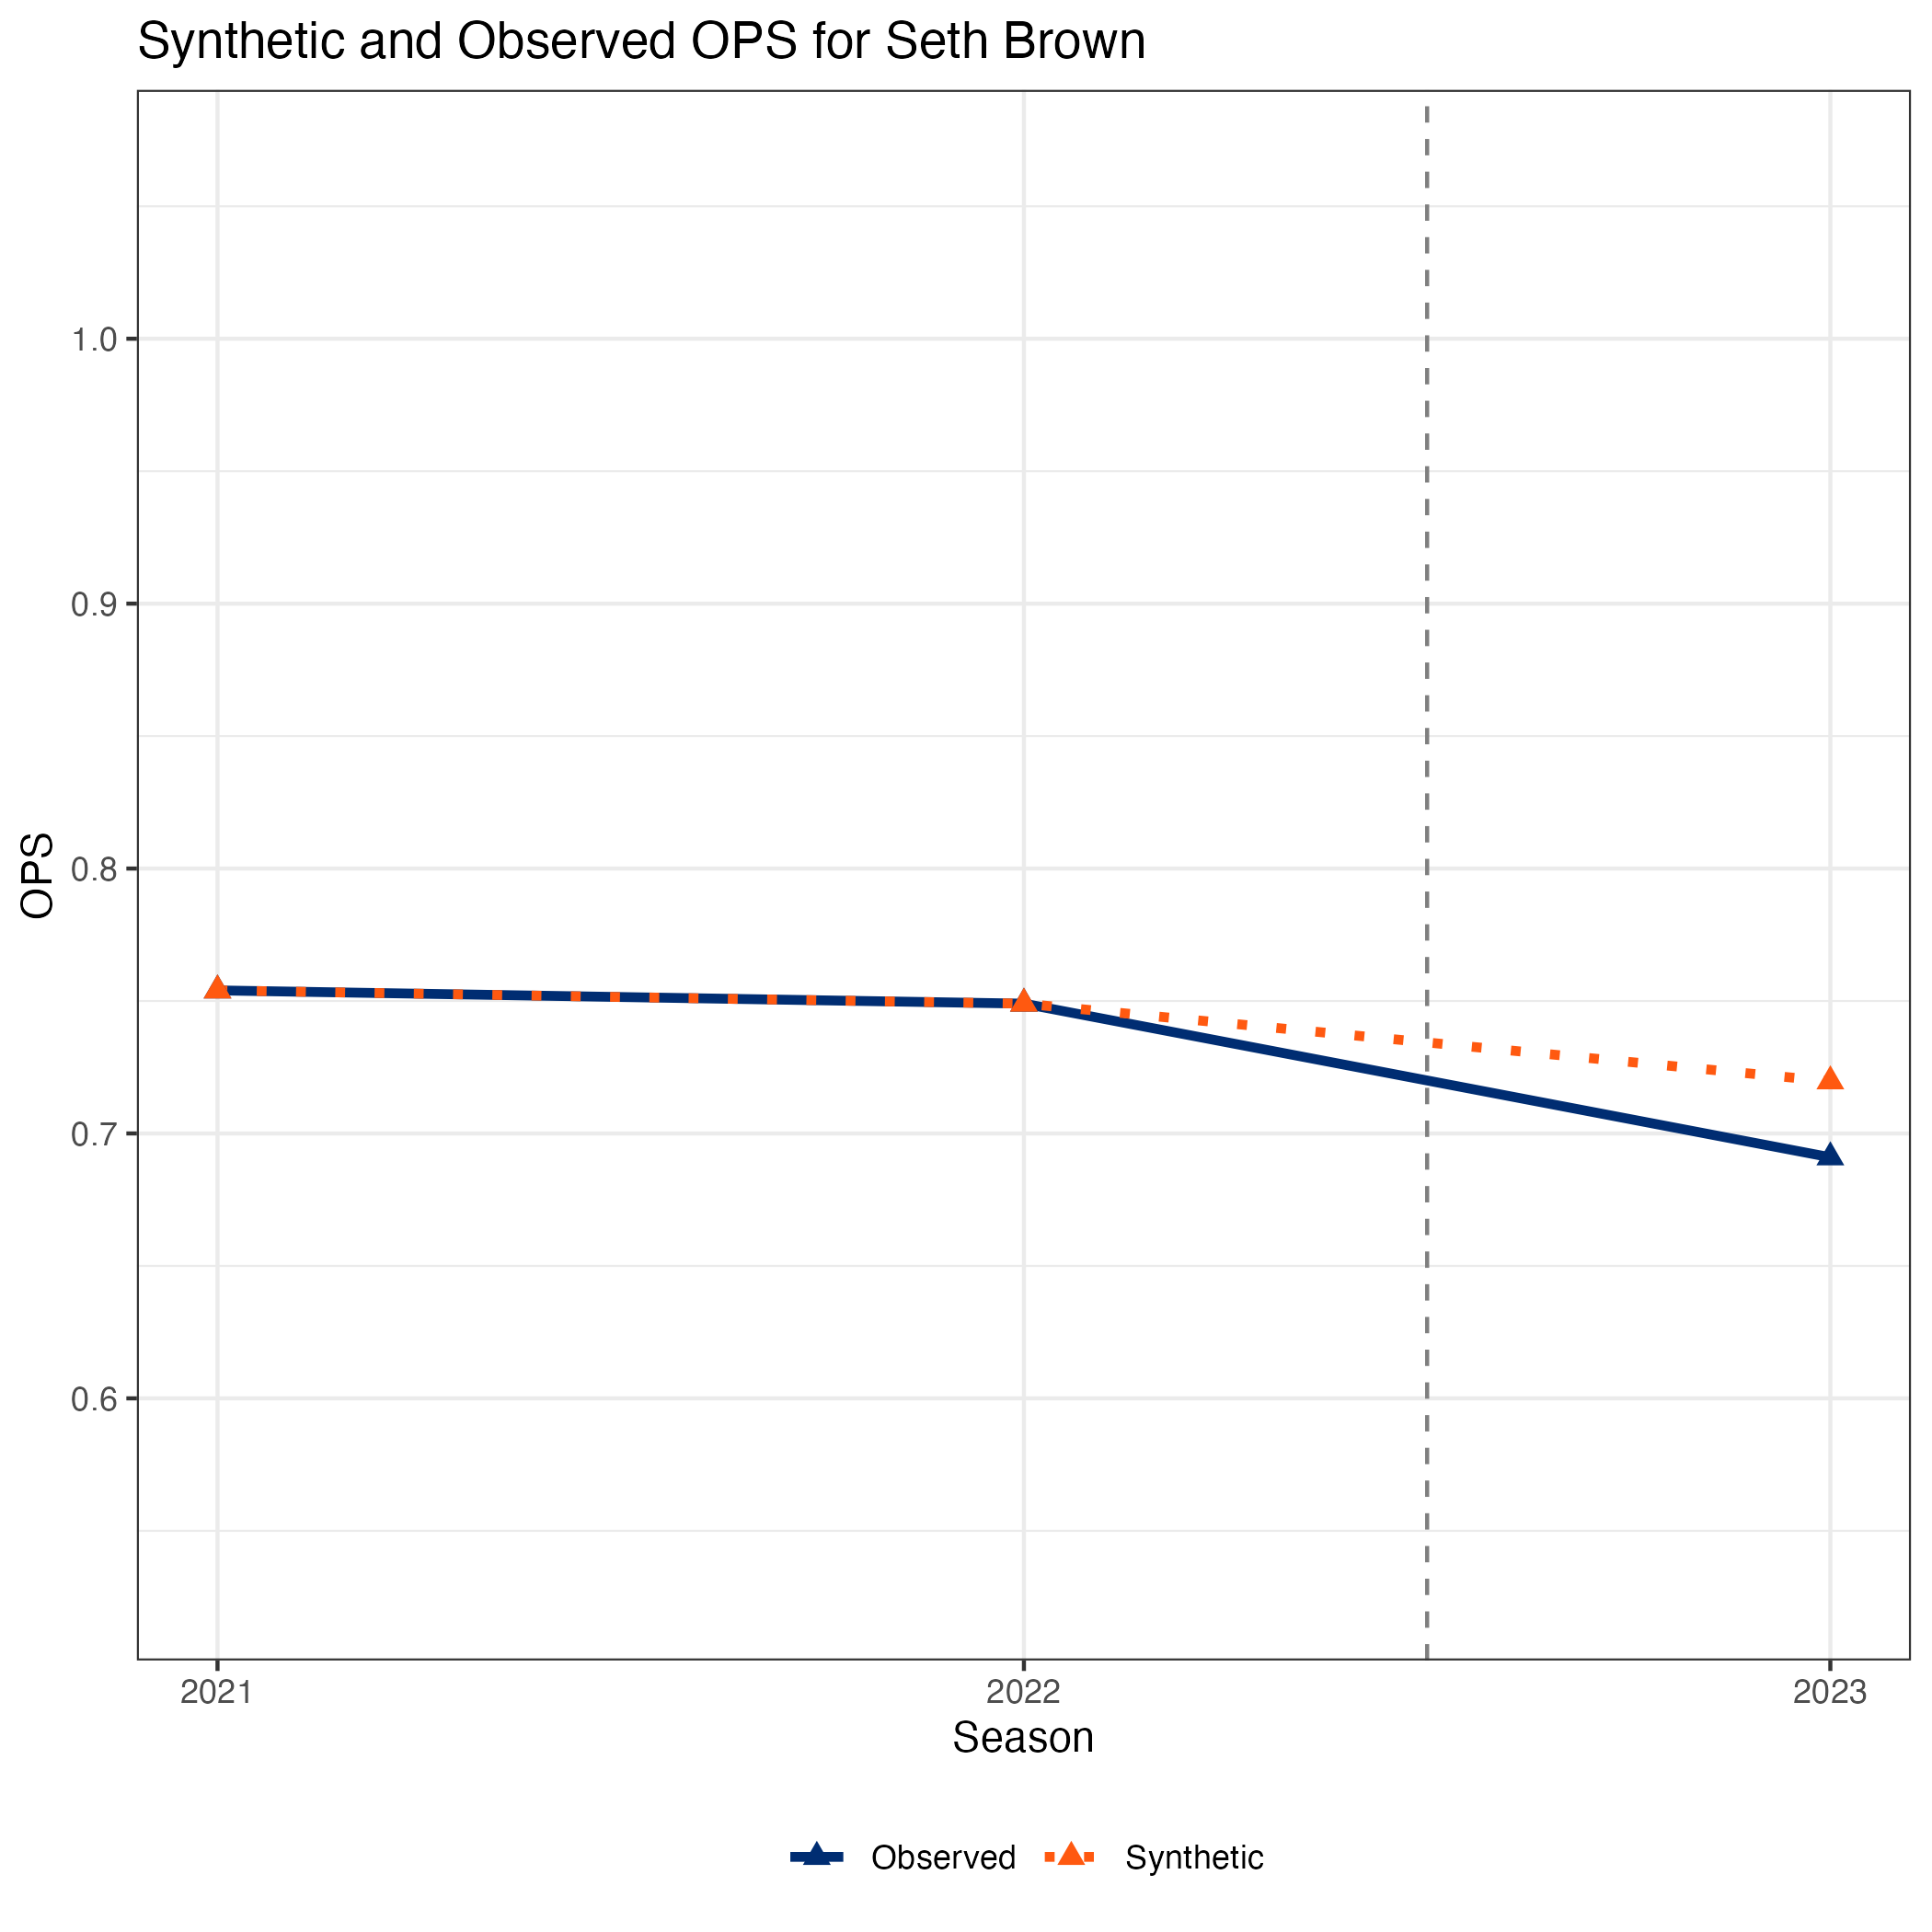 Synthetic and Observed OPS for Seth Brown
1.0
0.9
0.8
0.7
0.6
OPS
2021 2022 2023
Season
Observed Synthetic